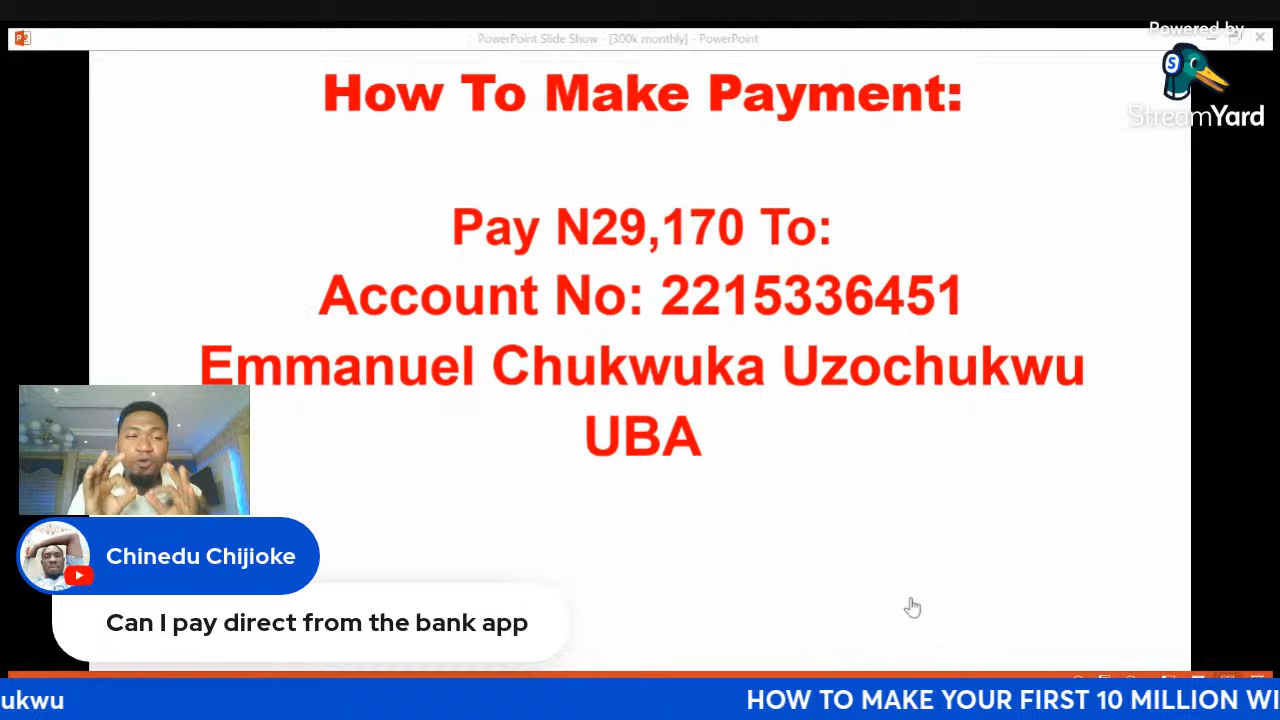 PowerPoint Slide Show - [300k monthly] - PowerPoint
Powered by
StreamYard
How To Make Payment:
Pay N29,170 To:
Account No: 2215336451
Emmanuel Chukwuka Uzochukwu
UBA
Chinedu Chijioke
Can I pay direct from the bank app
ukwu HOW TO MAKE YOUR FIRST 10 MILLION WI